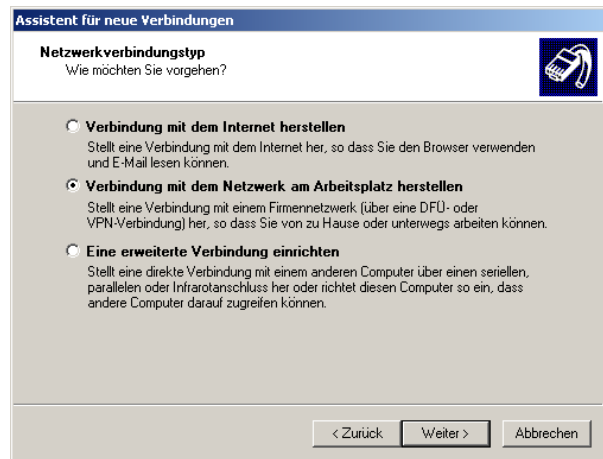 Assistent für neue Verbindungen
Netzwerkverbindungstyp
Wie möchten Sie vorgehen?
Verbindung mit dem Internet herstellen
Stellt eine Verbindung mit dem Internet her, so dass Sie den Browser verwenden
und E-Mail lesen können.
Verbindung mit dem Netzwerk am Arbeitsplatz herstellen
Stellt eine Verbindung mit einem Firmennetzwerk (über eine DFÜ- oder
VPN-Verbindung) her, so dass Sie von zu Hause oder unterwegs arbeiten können.
Eine erweiterte Verbindung einrichten
Stellt eine direkte Verbindung mit einem anderen Computer über einen seriellen,
parallelen oder Infrarotanschluss her oder richtet diesen Computer so ein, dass
andere Computer darauf zugreifen können.
< Zurück Weiter > Abbrechen